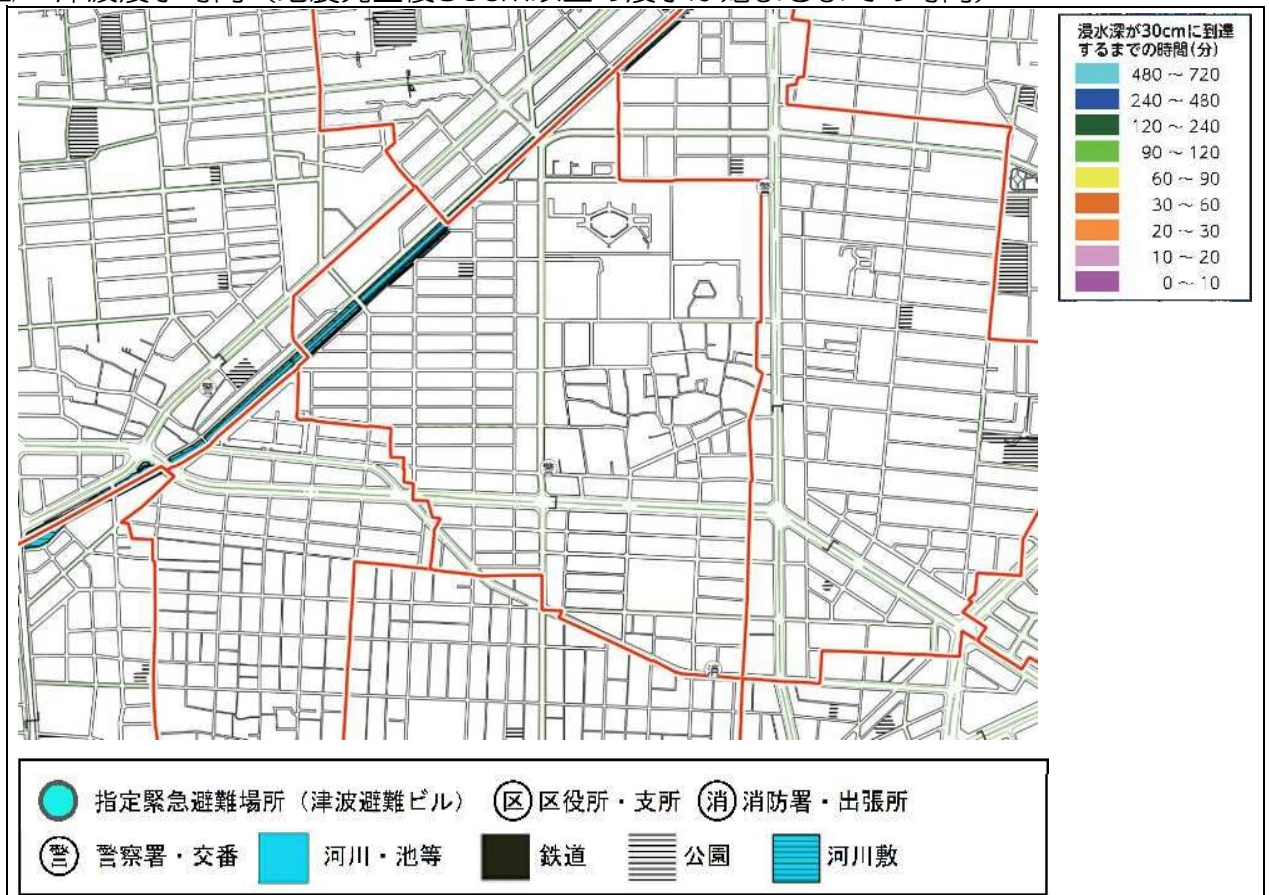 浸水深が30cmに到達
するまでの時間(分)
480 ～ 720
240 ～ 480
120 ～ 240
90 ～ 120
60 ～ 90
30 ～ 60
20 ～ 30
10 ～ 20
0 ～ 10
警
警
警
消
指定緊急避難場所（津波避難ビル） 区 区役所・支所 消 消防署・出張所
警 警察署・交番 河川・池等 鉄道 公園 河川敷